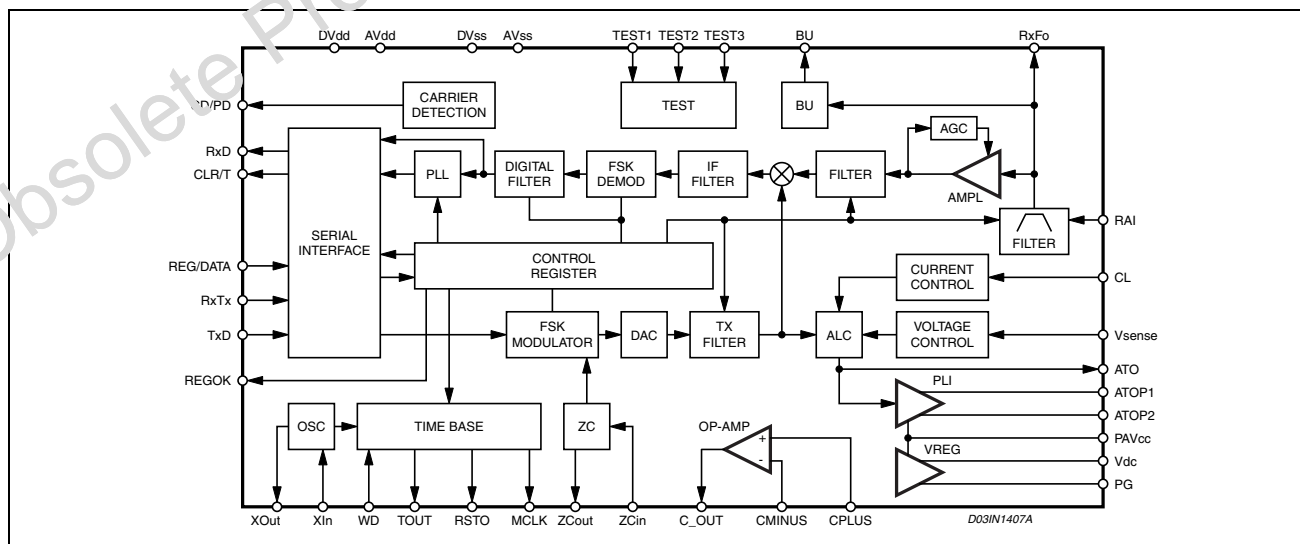 Obsolete Pro
DVdd AVdd DVss AVss TEST1 TEST2 TEST3 BU RxFo
CD/PD
CARRIER
DETECTION
TEST
BU
AGC
RxD
CLR/T
PLL
DIGITAL
FILTER
FSK
DEMOD
IF
FILTER
FILTER
AMPL
SERIAL
INTERFACE
FILTER
RAI
REG/DATA
CONTROL
REGISTER
CURRENT
CONTROL
CL
RxTx
TxD
FSK
MODULATOR
DAC
TX
FILTER
ALC
VOLTAGE
CONTROL
Vsense
REGOK
ATO
PLI
ATOP1
ATOP2
OSC
TIME BASE
ZC
OP-AMP
+
-
PAVcc
VREG
Vdc
PG
XOut XIn WD TOUT RSTO MCLK ZCout ZCin C_OUT CMINUS CPLUS
D03IN1407A